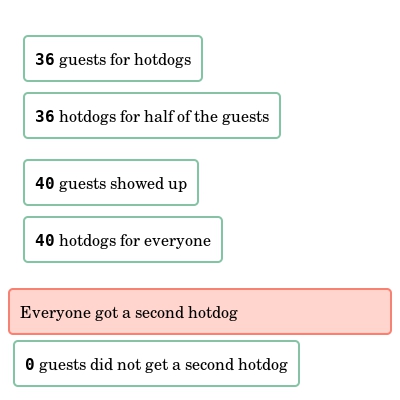 36 guests for hotdogs
36 hotdogs for half of the guests
40 guests showed up
40 hotdogs for everyone
Everyone got a second hotdog
0 guests did not get a second hotdog